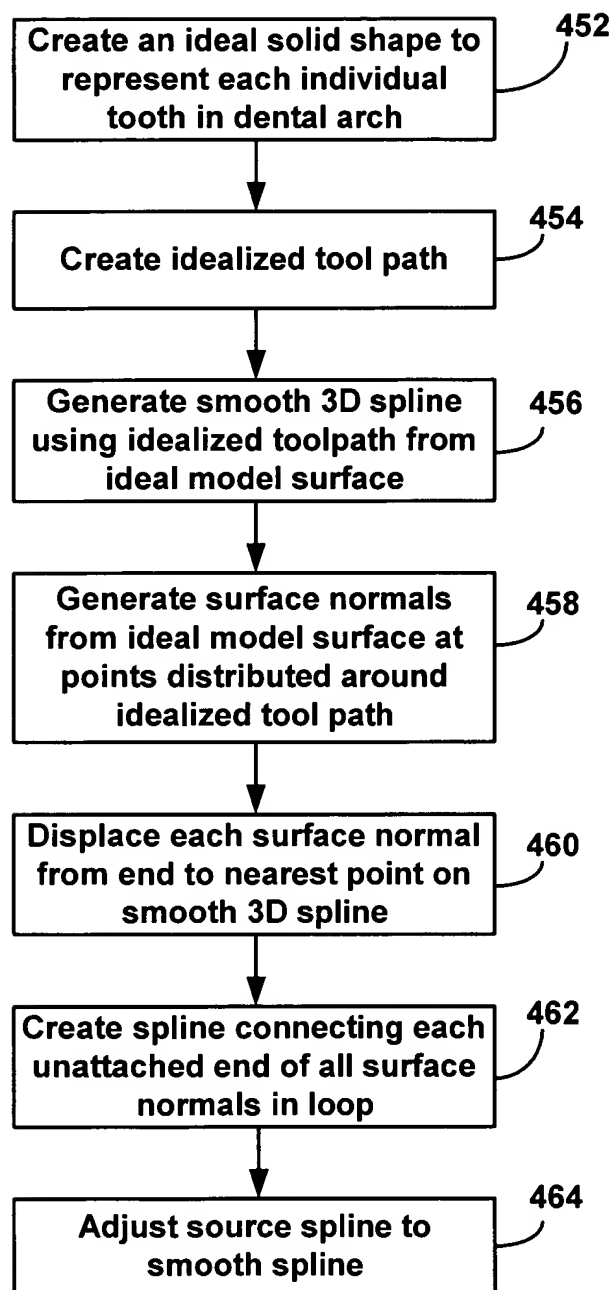 Create an ideal solid shape to
represent each individual
tooth in dental arch
452
Create idealized tool path
454
Generate smooth 3D spline
using idealized toolpath from
ideal model surface
456
Generate surface normals
from ideal model surface at
points distributed around
idealized tool path
458
Displace each surface normal
from end to nearest point on
smooth 3D spline
460
Create spline connecting each
unattached end of all surface
normals in loop
462
Adjust source spline to
smooth spline
464